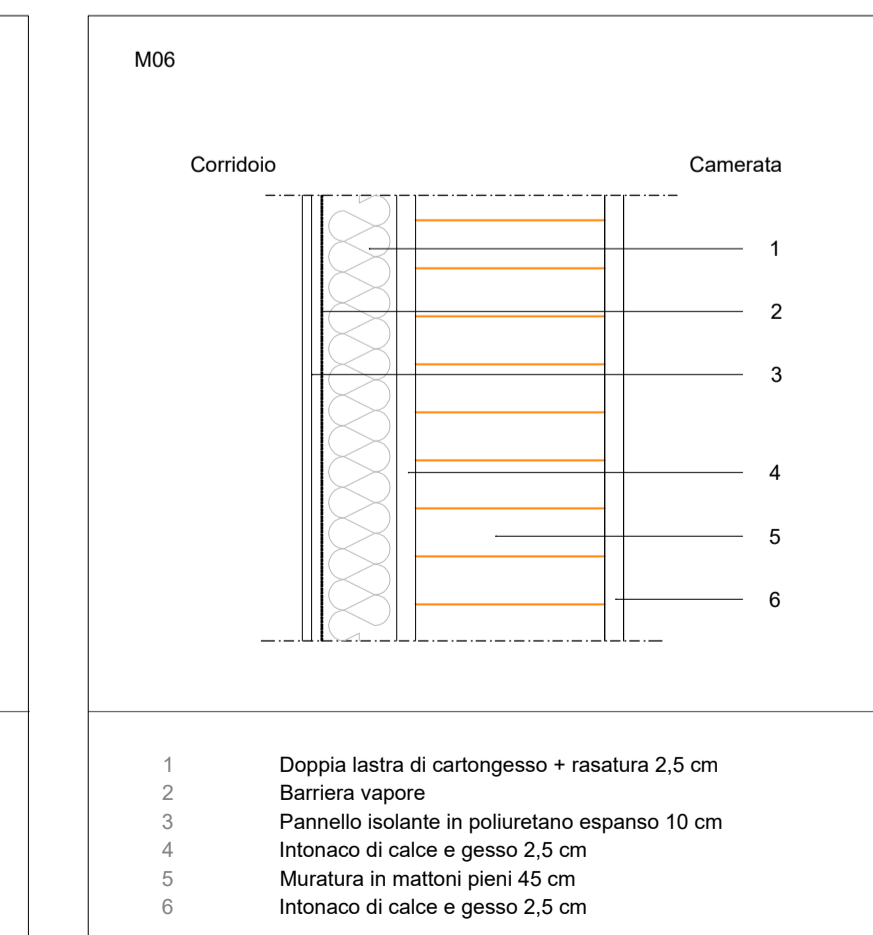 M06
Corridoio Camerata
1
2
3
4
5
6
1 Doppia lastra di cartongesso + rasatura 2,5 cm
2 Barriera vapore
3 Pannello isolante in poliuretano espanso 10 cm
4 Intonaco di calce e gesso 2,5 cm
5 Muratura in mattoni pieni 45 cm
6 Intonaco di calce e gesso 2,5 cm